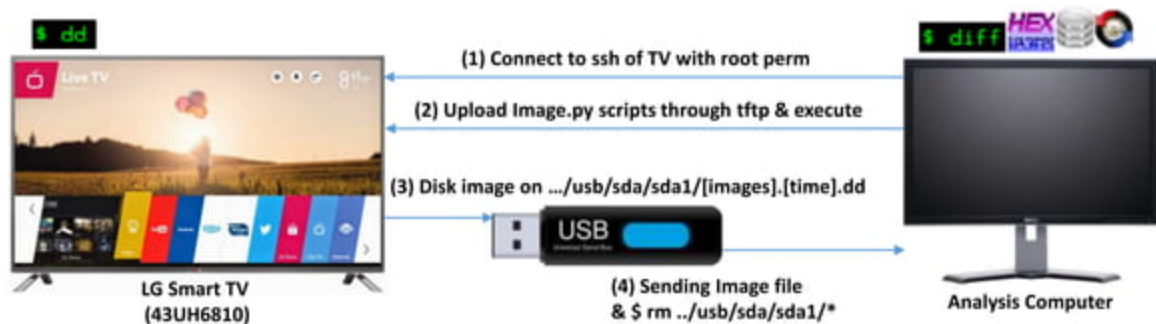 $ dd
$ diff
HEX
(1) Connect to ssh of TV with root perm
Live TV
(2) Upload Image.py scripts through tftp & execute
(3) Disk image on .../usb/sda/sda1/[images].[time].dd
USB
LG Smart TV
(43UH6810)
(4) Sending Image file
& $ rm ../usb/sda/sda1/*
Analysis Computer